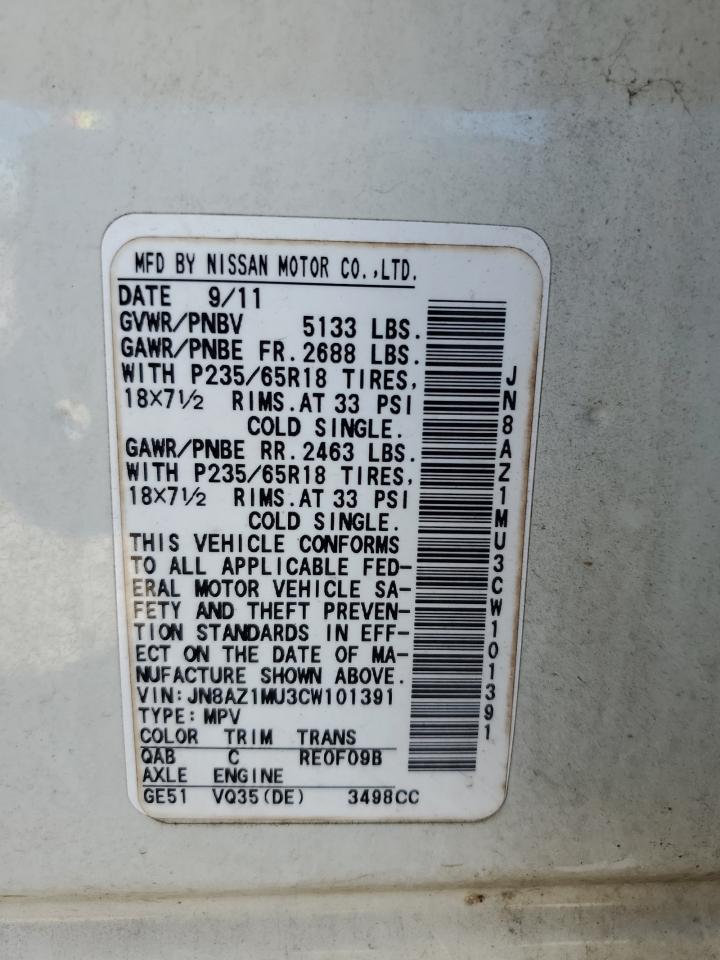 MFD BY NISSAN MOTOR CO.,LTD.
DATE 9/11
GVWR/PNBV 5133 LBS.
GAWR/PNBE FR.2688 LBS.
WITH P235/65R18 TIRES,
18×7½ RIMS.AT 33 PSI
COLD SINGLE.
GAWR/PNBE RR.2463 LBS.
WITH P235/65R18 TIRES,
18×7½ RIMS.AT 33 PSI
COLD SINGLE.
THIS VEHICLE CONFORMS
TO ALL APPLICABLE FED-
ERAL MOTOR VEHICLE SA-
FETY AND THEFT PREVEN-
TION STANDARDS IN EFF-
ECT ON THE DATE OF MA-
NUFACTURE SHOWN ABOVE.
VIN:JN8AZ1MU3CW101391
TYPE:MPV
COLOR TRIM TRANS
QAB C RE0F09B
AXLE ENGINE
GE51 VQ35(DE) 3498CC
JN8AZ1MU3CW101391